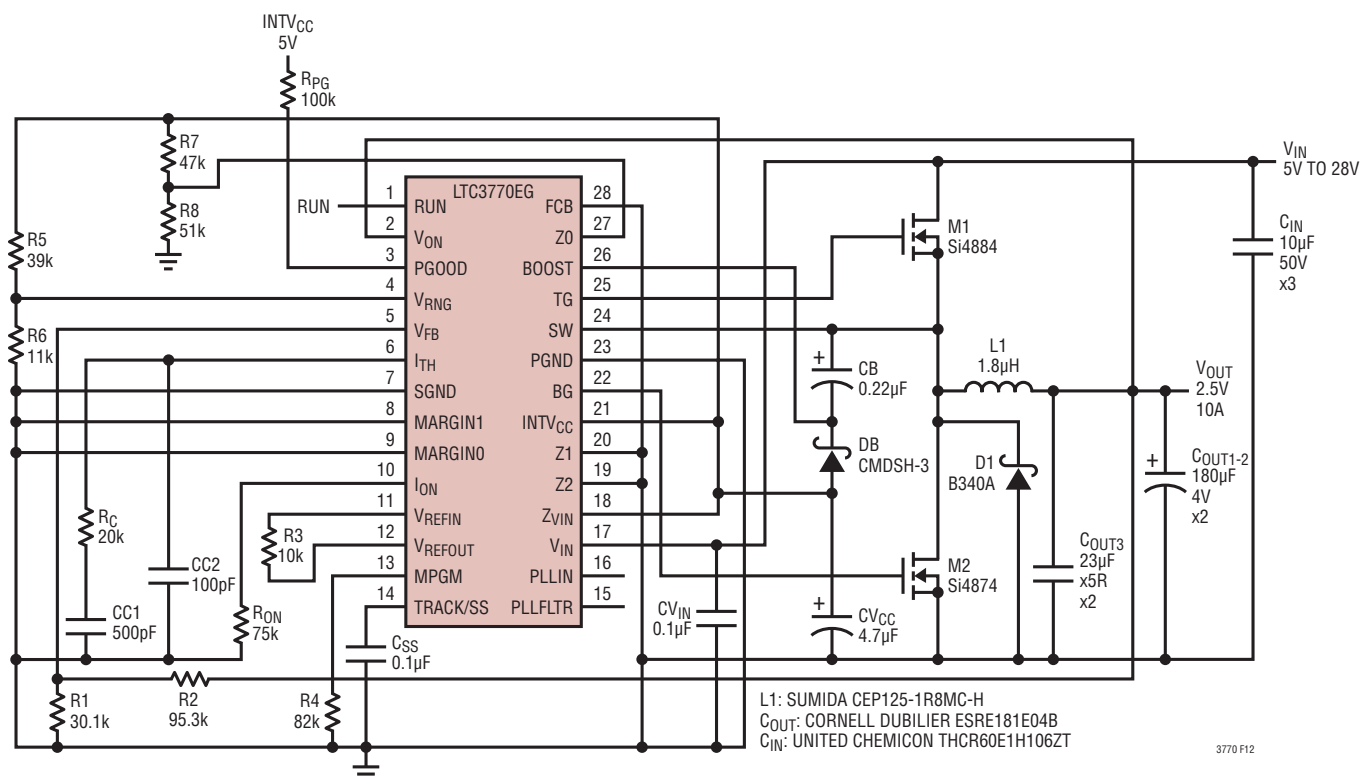 INTVCC
5V
RPG
100k
R7
47k
R8
51k
R5
39k
R6
11k
RUN
LTC3770EG
1 RUN
2 VON
3 PGOOD
4 VRNG
5 VFB
6 ITH
7 SGND
8 MARGIN1
9 MARGIN0
10 ION
11 VREFIN
12 VREFOUT
13 MPGM
14 TRACK/SS
FCB 28
Z0 27
BOOST 26
TG 25
SW 24
PGND 23
BG 22
INTVCC 21
Z1 20
Z2 19
ZVIN 18
VIN 17
PLLIN 16
PLLFLTR 15
VIN
5V TO 28V
M1
Si4884
CIN
10µF
50V
x3
L1
1.8µH
VOUT
2.5V
10A
+
CB
0.22µF
DB
CMDSH-3
D1
B340A
+
COUT1-2
180µF
4V
x2
COUT3
23µF
x5R
x2
M2
Si4874
+
CVCC
4.7µF
CVIN
0.1µF
RC
20k
CC1
500pF
CC2
100pF
RON
75k
R3
10k
CSS
0.1µF
R1
30.1k
R2
95.3k
R4
82k
L1: SUMIDA CEP125-1R8MC-H
COUT: CORNELL DUBILIER ESRE181E04B
CIN: UNITED CHEMICON THCR60E1H106ZT
3770 F12